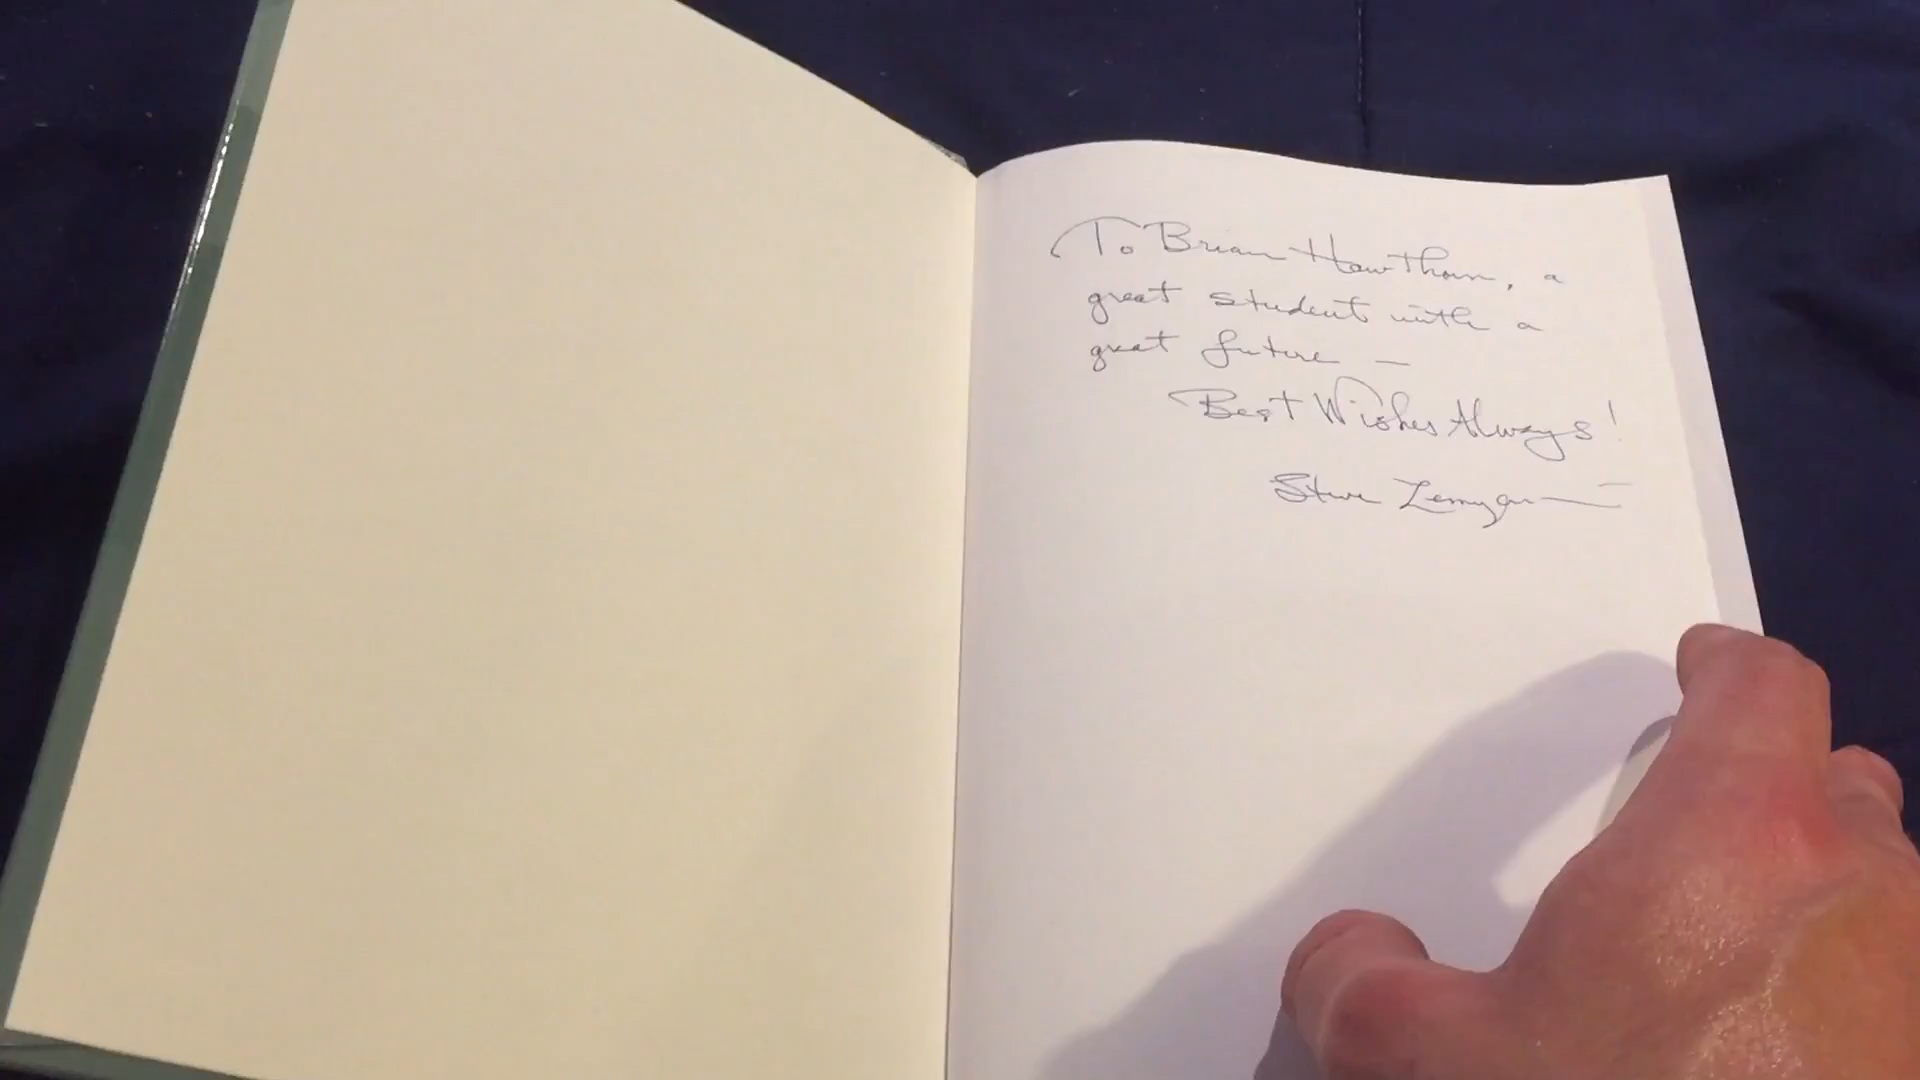 To Brian Hawthorn, a
great student with a
great future —
Best Wishes Always!
Steve